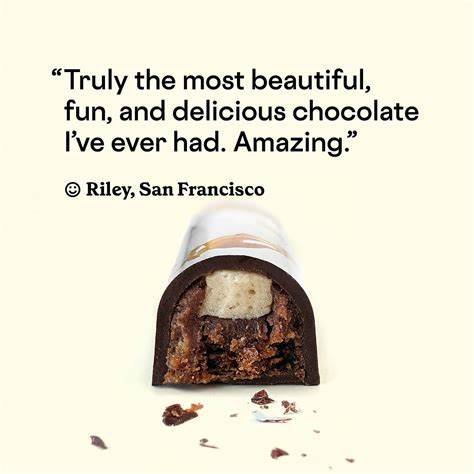 “Truly the most beautiful,
fun, and delicious chocolate
I’ve ever had. Amazing.”
☺ Riley, San Francisco